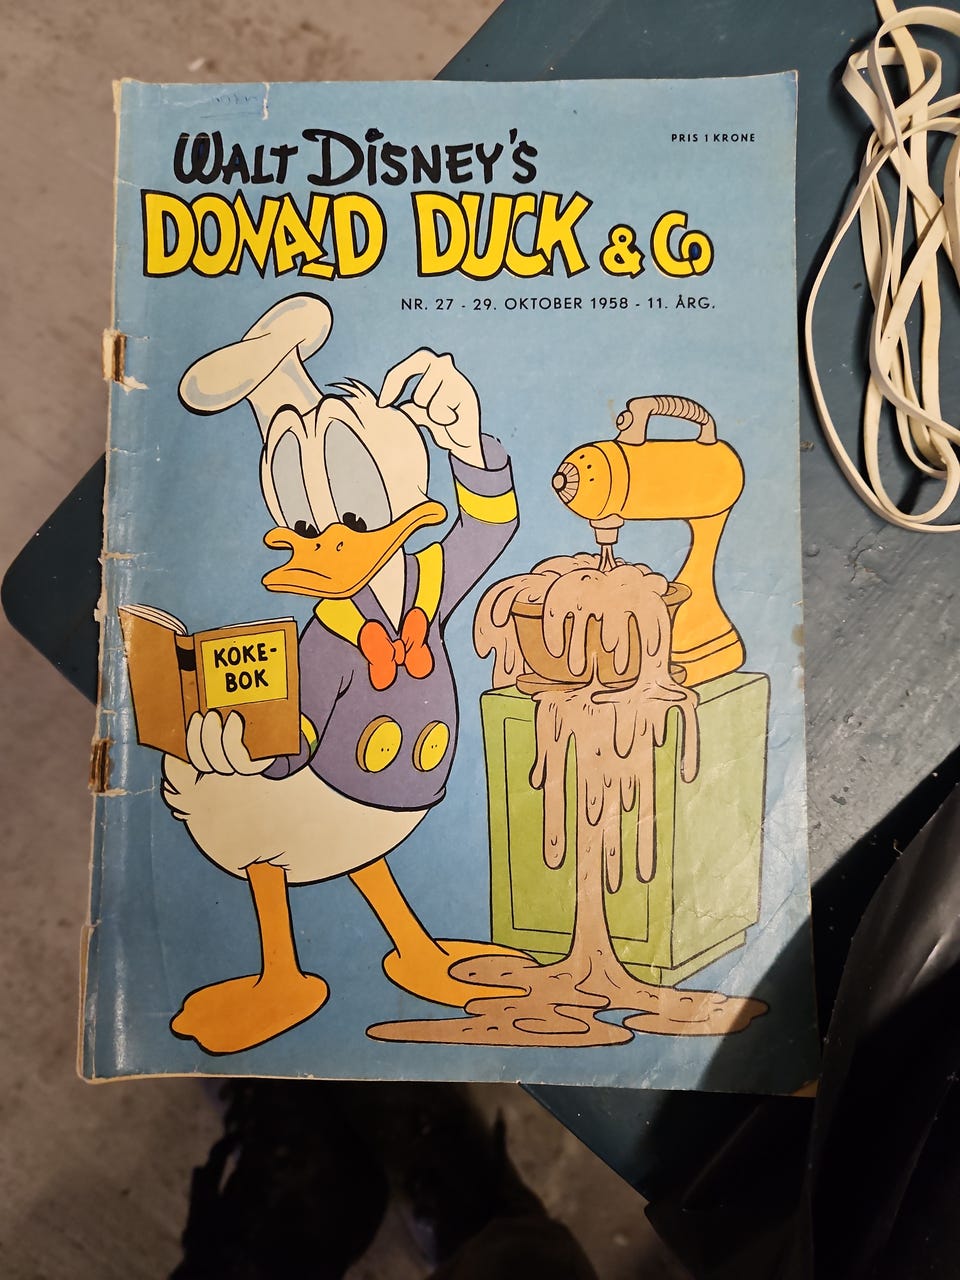 WALT DISNEY'S
PRIS 1 KRONE
DONALD DUCK & Co
NR. 27 - 29. OKTOBER 1958 - 11. ÅRG.
KOKE-
BOK